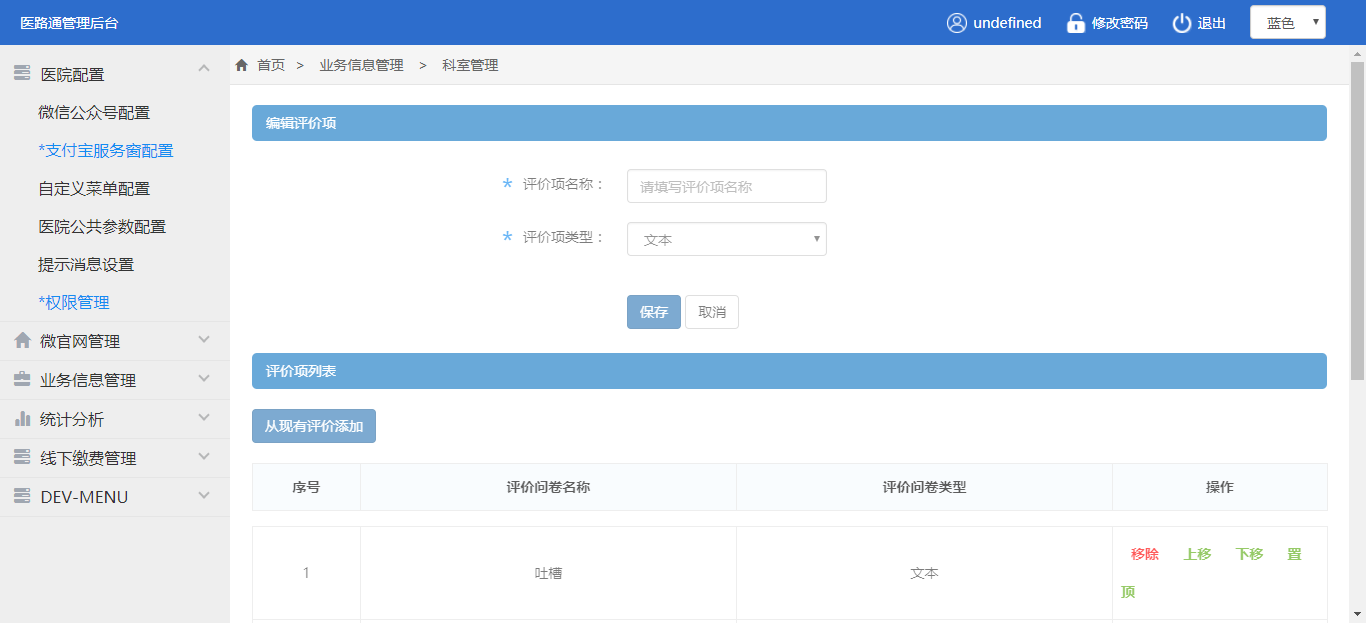 医路通管理后台
undefined
修改密码
退出
蓝色
医院配置
微信公众号配置
*支付宝服务窗配置
自定义菜单配置
医院公共参数配置
提示消息设置
*权限管理
微官网管理
业务信息管理
统计分析
线下缴费管理
DEV-MENU
首页 > 业务信息管理 > 科室管理
编辑评价项
* 评价项名称：
请填写评价项名称
* 评价项类型：
文本
保存
取消
评价项列表
从现有评价添加
序号 评价问卷名称 评价问卷类型 操作
1 吐槽 文本 移除 上移 下移 置
顶